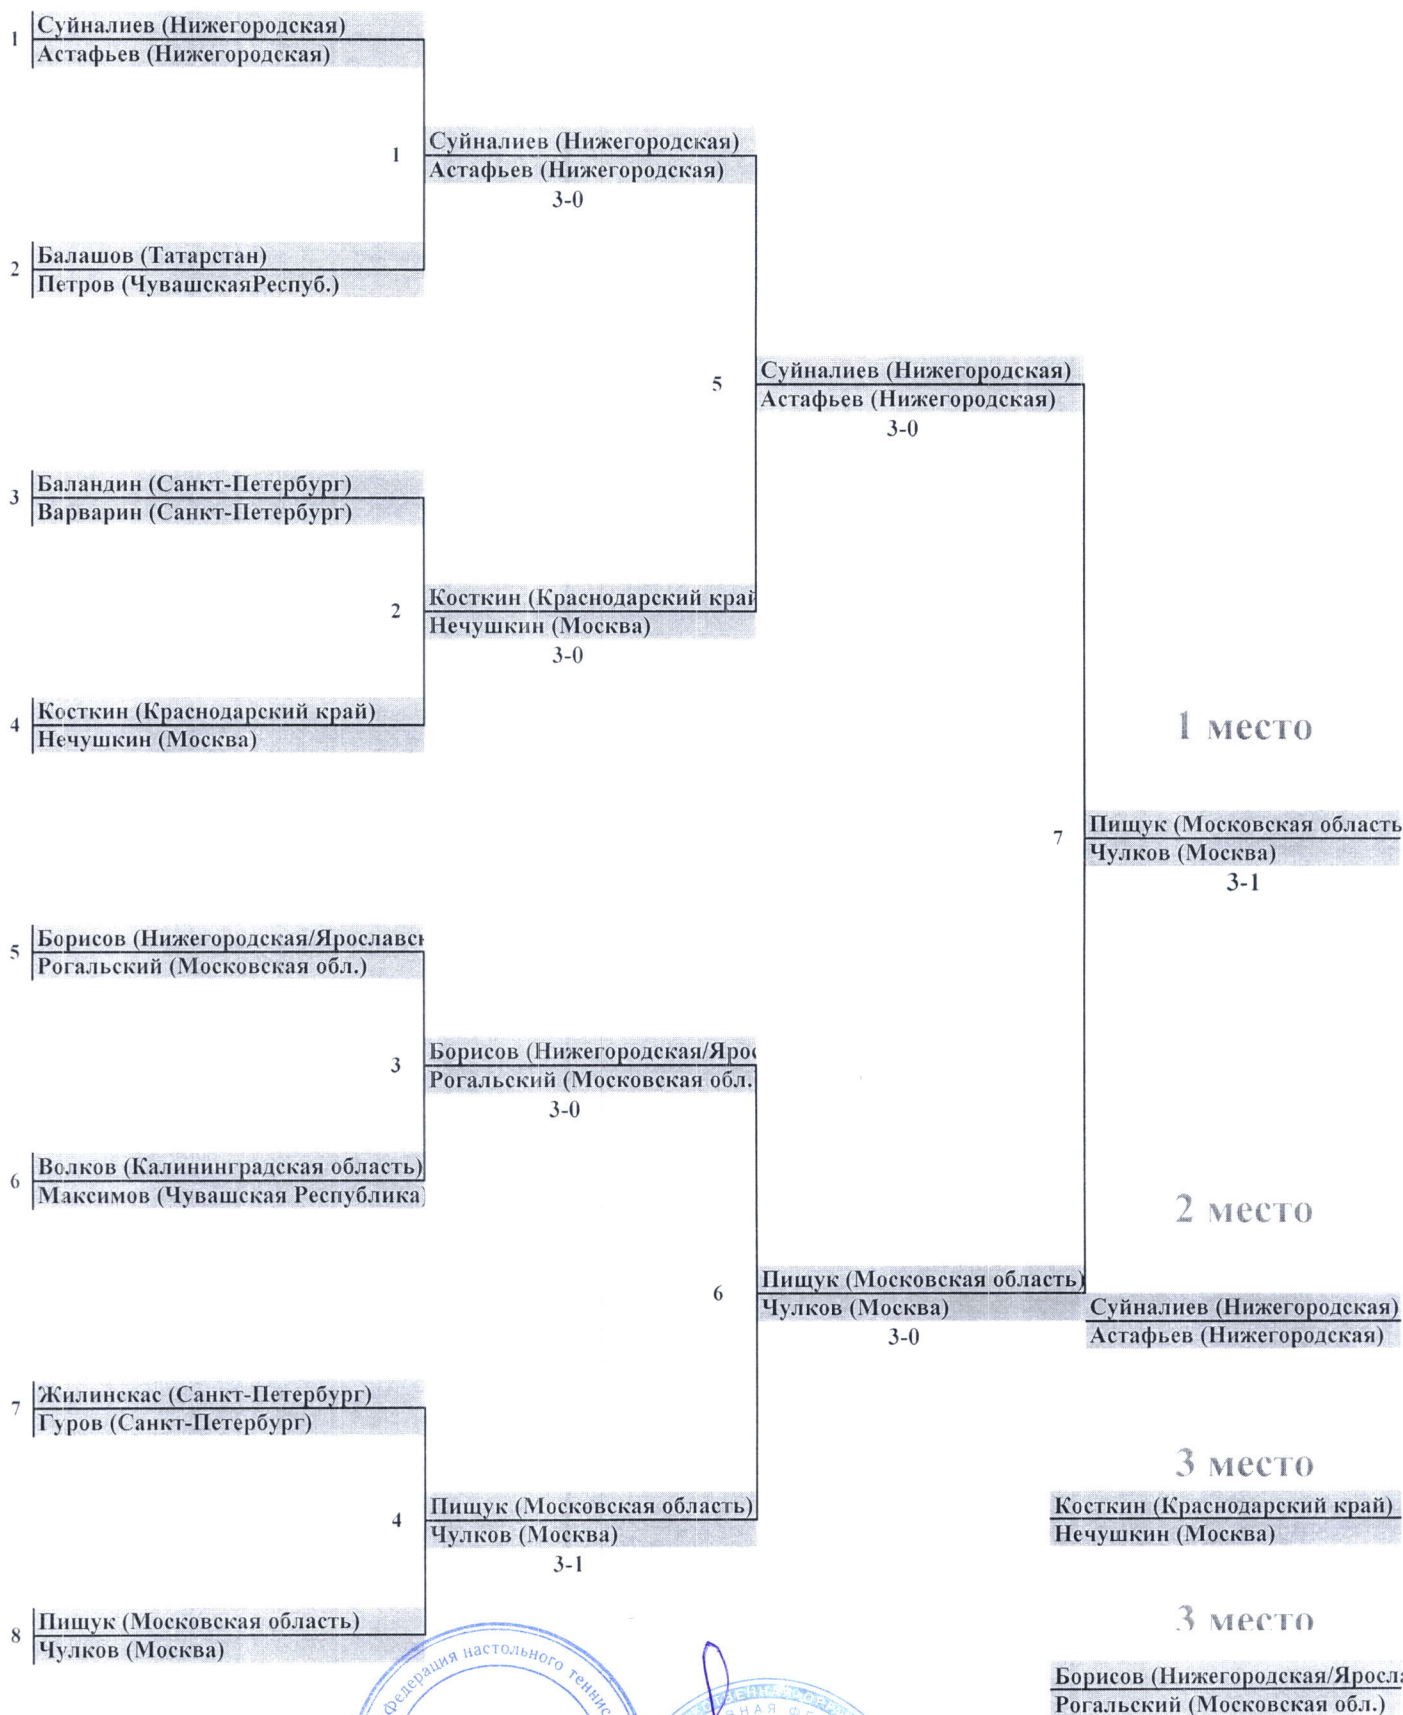 1
Суйналиев (Нижегородская)
Астафьев (Нижегородская)
1
Суйналиев (Нижегородская)
Астафьев (Нижегородская)
3-0
2
Балашов (Татарстан)
Петров (ЧувашскаяРеспуб.)
5
Суйналиев (Нижегородская)
Астафьев (Нижегородская)
3-0
3
Баландин (Санкт-Петербург)
Варварин (Санкт-Петербург)
2
Косткин (Краснодарский край
Нечушкин (Москва)
3-0
4
Косткин (Краснодарский край)
Нечушкин (Москва)
1 место
7
Пищук (Московская область
Чулков (Москва)
3-1
5
Борисов (Нижегородская/Ярославск
Рогальский (Московская обл.)
3
Борисов (Нижегородская/Ярос
Рогальский (Московская обл.
3-0
6
Волков (Калининградская область)
Максимов (Чувашская Республика)
2 место
6
Пищук (Московская область)
Чулков (Москва)
3-0
Суйналиев (Нижегородская)
Астафьев (Нижегородская)
7
Жилинскас (Санкт-Петербург)
Гуров (Санкт-Петербург)
3 место
Косткин (Краснодарский край)
Нечушкин (Москва)
4
Пищук (Московская область)
Чулков (Москва)
3-1
8
Пищук (Московская область)
Чулков (Москва)
3 место
Борисов (Нижегородская/Яросла
Рогальский (Московская обл.)
Федерация настольного теннис